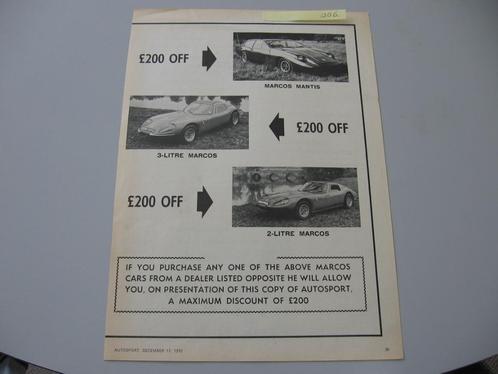 £200 OFF
MARCOS MANTIS
£200 OFF
3-LITRE MARCOS
£200 OFF
2-LITRE MARCOS
IF YOU PURCHASE ANY ONE OF THE ABOVE MARCOS
CARS FROM A DEALER LISTED OPPOSITE HE WILL ALLOW
YOU, ON PRESENTATION OF THIS COPY OF AUTOSPORT,
A MAXIMUM DISCOUNT OF £200
AUTOSPORT, DECEMBER